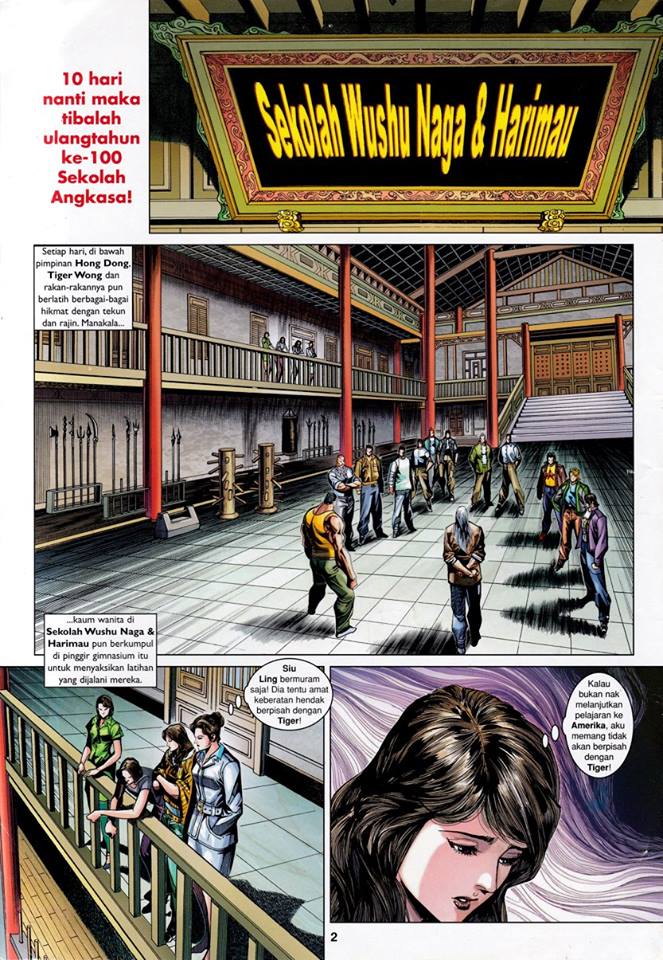 10 hari
nanti maka
tibalah
ulangtahun
ke-100
Sekolah
Angkasa!
Sekolah Wushu Naga & Harimau
Setiap hari, di bawah
pimpinan Hong Dong,
Tiger Wong dan
rakan-rakannya pun
berlatih berbagai-bagai
hikmat dengan tekun
dan rajin. Manakala...
...kaum wanita di
Sekolah Wushu Naga &
Harimau pun berkumpul
di pinggir gimnasium itu
untuk menyaksikan latihan
yang dijalani mereka.
Siu
Ling bermuram
saja! Dia tentu amat
keberatan hendak
berpisah dengan
Tiger!
Kalau
bukan nak
melanjutkan
pelajaran ke
Amerika, aku
memang tidak
akan berpisah
dengan
Tiger!
2